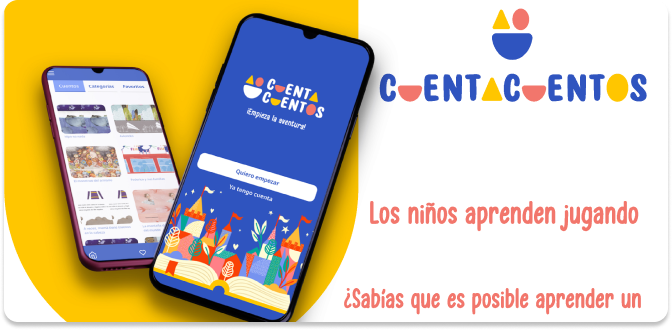 CUENTACUENTOS
Los niños aprenden jugando
¿Sabías que es posible aprender un
CUENTA
CUENTOS
¡Empieza la aventura!
Quiero empezar
Ya tengo cuenta
Cuentos Categorías Favoritos